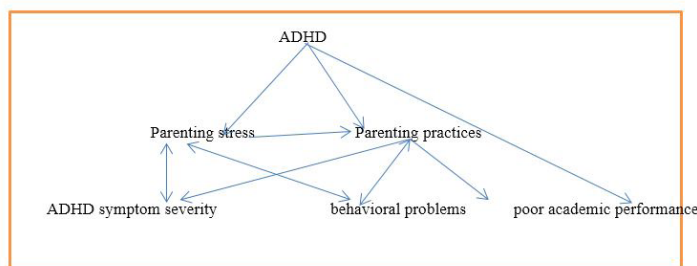 ADHD
Parenting stress Parenting practices
ADHD symptom severity behavioral problems poor academic performance